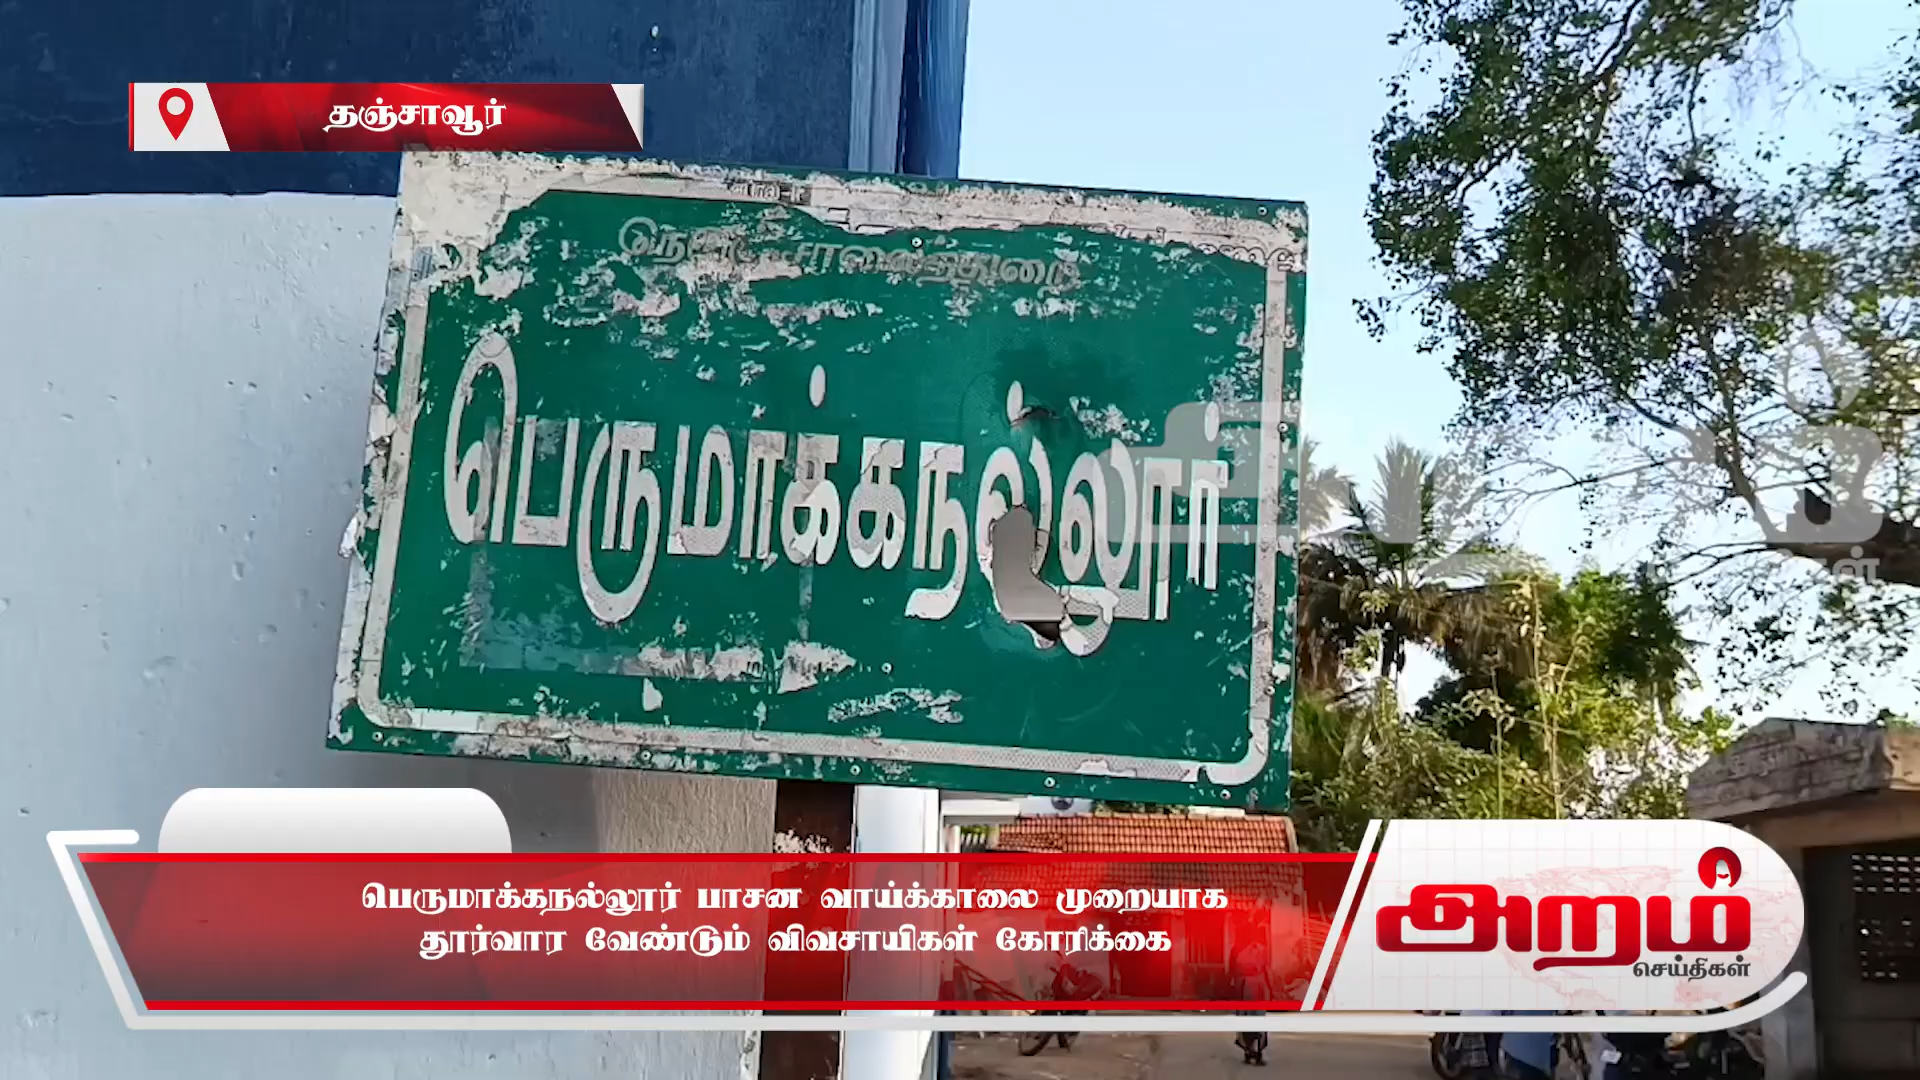 தஞ்சாவூர்
நெடுஞ்சாலைத்துறை
பெருமாக்கநல்லூர்
பெருமாக்கநல்லூர் பாசன வாய்க்காலை முறையாக
தூர்வார வேண்டும் விவசாயிகள் கோரிக்கை
அறம்
செய்திகள்